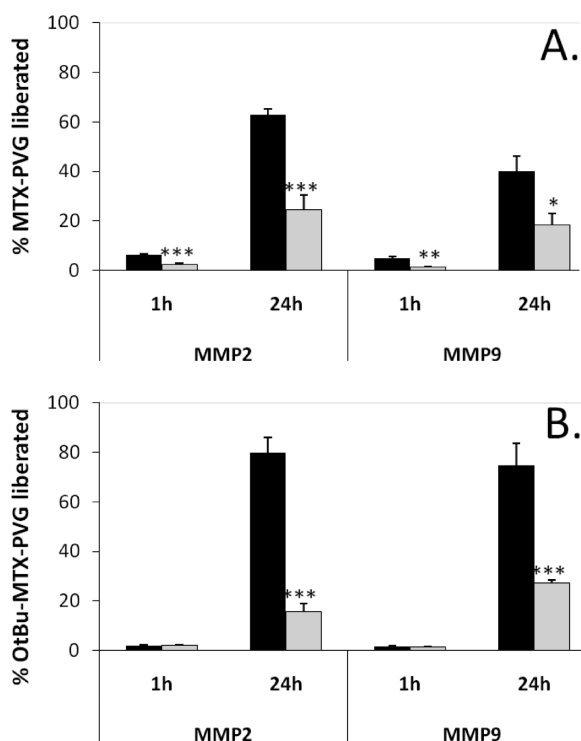 A.
% MTX-PVG liberated
100
80
60
40
20
0
***
***
**
*
1h 24h 1h 24h
MMP2 MMP9
B.
% OtBu-MTX-PVG liberated
100
80
60
40
20
0
***
***
1h 24h 1h 24h
MMP2 MMP9